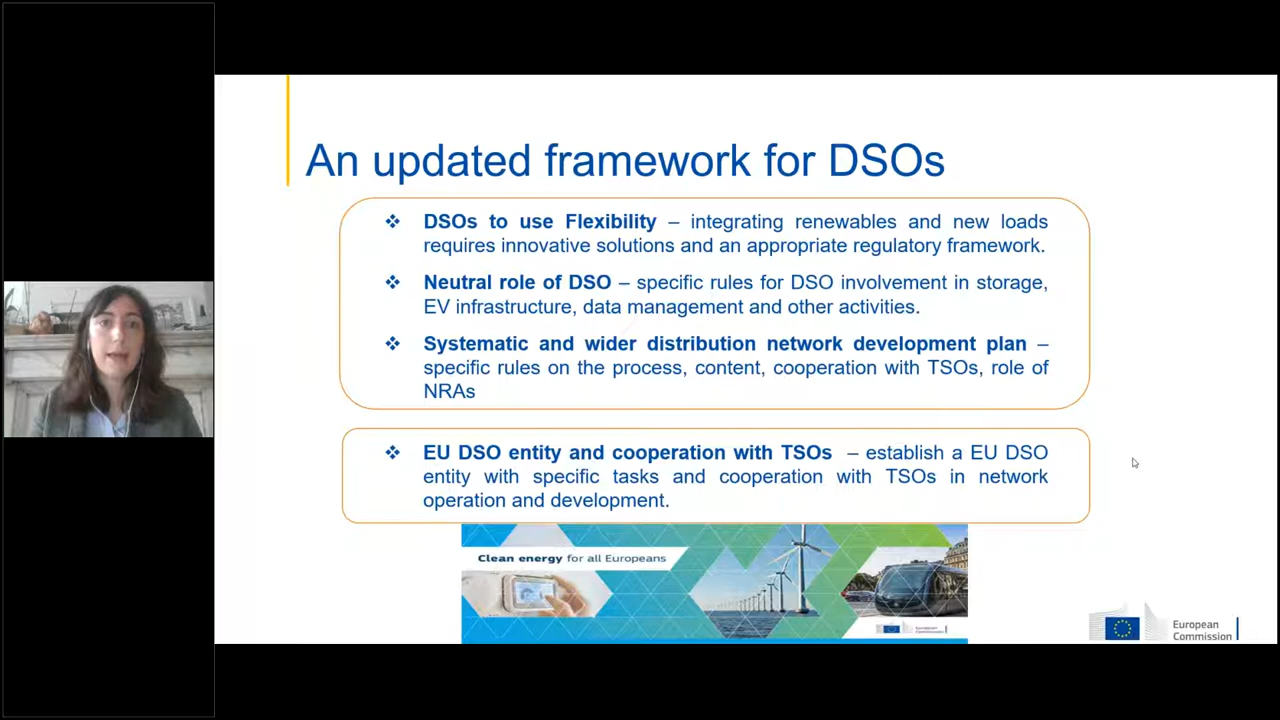 An updated framework for DSOs
❖ DSOs to use Flexibility – integrating renewables and new loads
requires innovative solutions and an appropriate regulatory framework.
❖ Neutral role of DSO – specific rules for DSO involvement in storage,
EV infrastructure, data management and other activities.
❖ Systematic and wider distribution network development plan –
specific rules on the process, content, cooperation with TSOs, role of
NRAs
❖ EU DSO entity and cooperation with TSOs – establish a EU DSO
entity with specific tasks and cooperation with TSOs in network
operation and development.
Clean energy for all Europeans
European
Commission